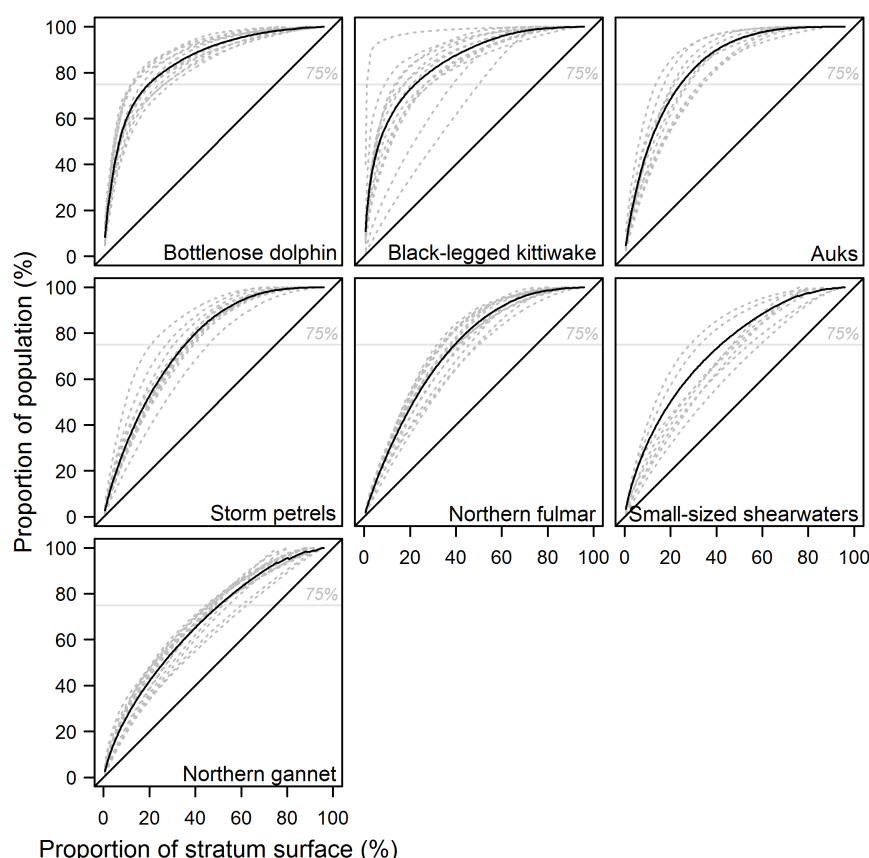 100
80
60
40
20
0
75%
Bottlenose dolphin
75%
Black-legged kittiwake
75%
Auks
Proportion of population (%)
100
80
60
40
20
0
75%
Storm petrels
75%
Northern fulmar
75%
Small-sized shearwaters
0 20 40 60 80 100
0 20 40 60 80 100
100
80
60
40
20
0
75%
Northern gannet
0 20 40 60 80 100
Proportion of stratum surface (%)